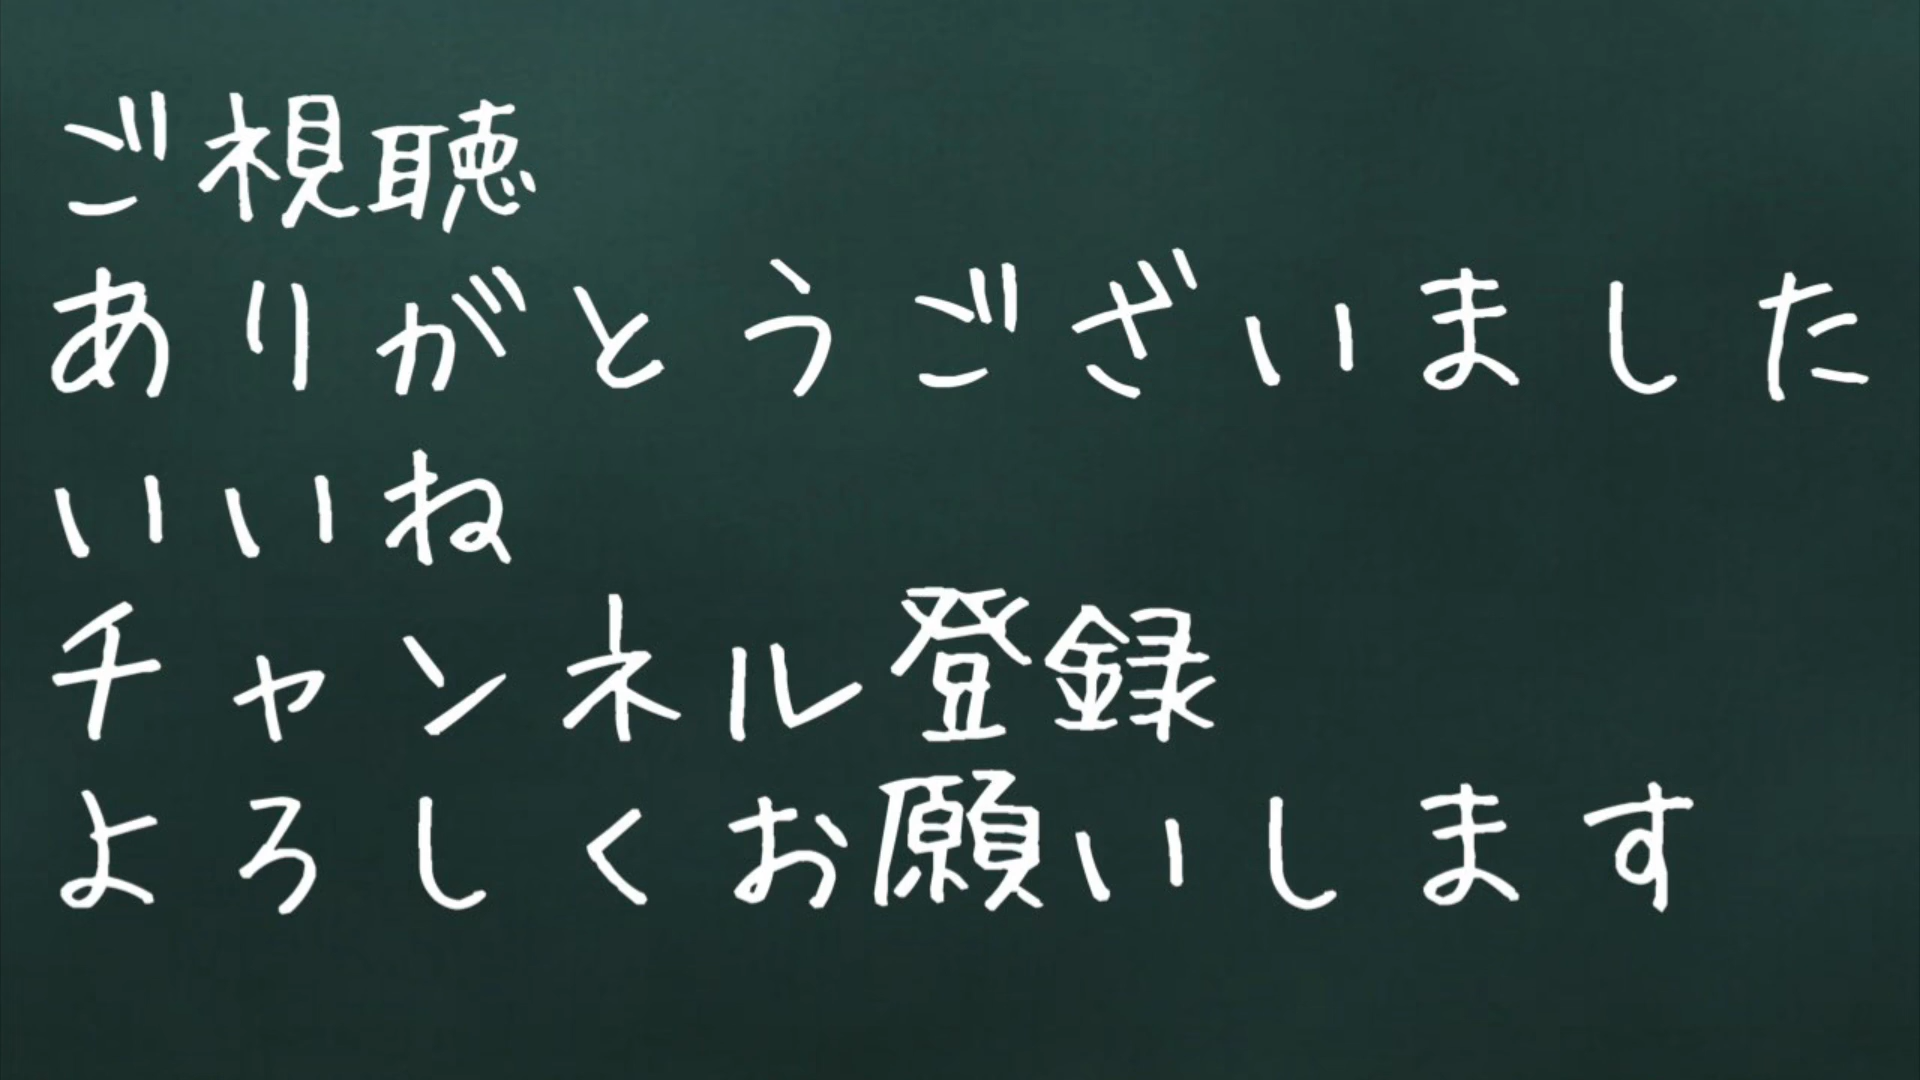 ご視聴
ありがとうございました
いいね
チャンネル登録
よろしくお願いします